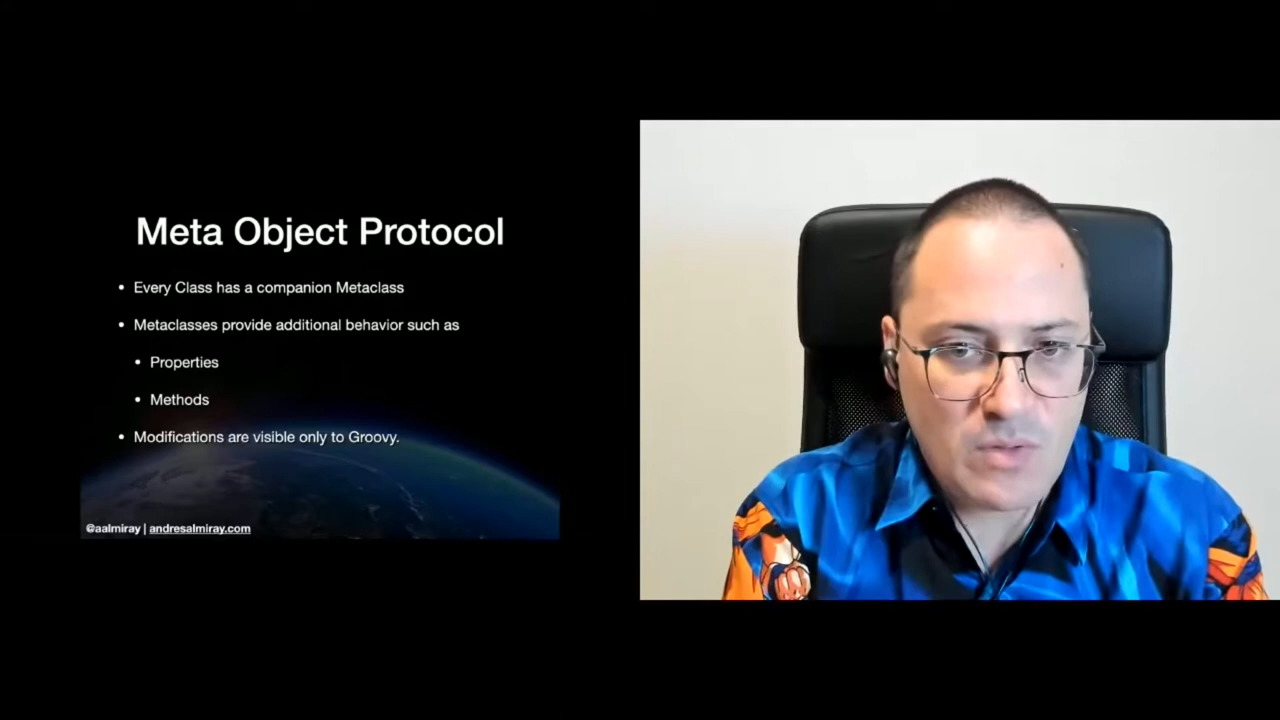 Meta Object Protocol
• Every Class has a companion Metaclass
• Metaclasses provide additional behavior such as
• Properties
• Methods
• Modifications are visible only to Groovy.
@aalmiray | andresalmiray.com